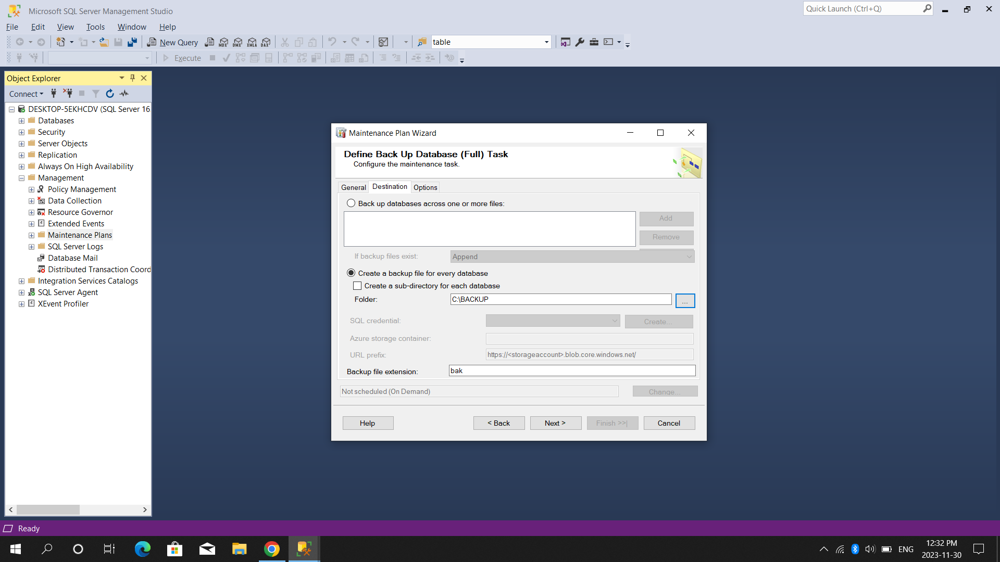 Microsoft SQL Server Management Studio
Quick Launch (Ctrl+Q)
File Edit View Tools Window Help
New Query MDX DMX XMLA DAX table
Execute
Object Explorer
Connect
DESKTOP-5EKHCDV (SQL Server 16
Databases
Security
Server Objects
Replication
Always On High Availability
Management
Policy Management
Data Collection
Resource Governor
Extended Events
Maintenance Plans
SQL Server Logs
Database Mail
Distributed Transaction Coord
Integration Services Catalogs
SQL Server Agent
XEvent Profiler
Maintenance Plan Wizard
Define Back Up Database (Full) Task
Configure the maintenance task.
General Destination Options
Back up databases across one or more files:
Add
Remove
If backup files exist: Append
Create a backup file for every database
Create a sub-directory for each database
Folder: C:\BACKUP ...
SQL credential: Create...
Azure storage container:
URL prefix: https://<storageaccount>.blob.core.windows.net/
Backup file extension: bak
Not scheduled (On Demand) Change...
Help < Back Next > Finish >>| Cancel
Ready
ENG
12:32 PM
2023-11-30